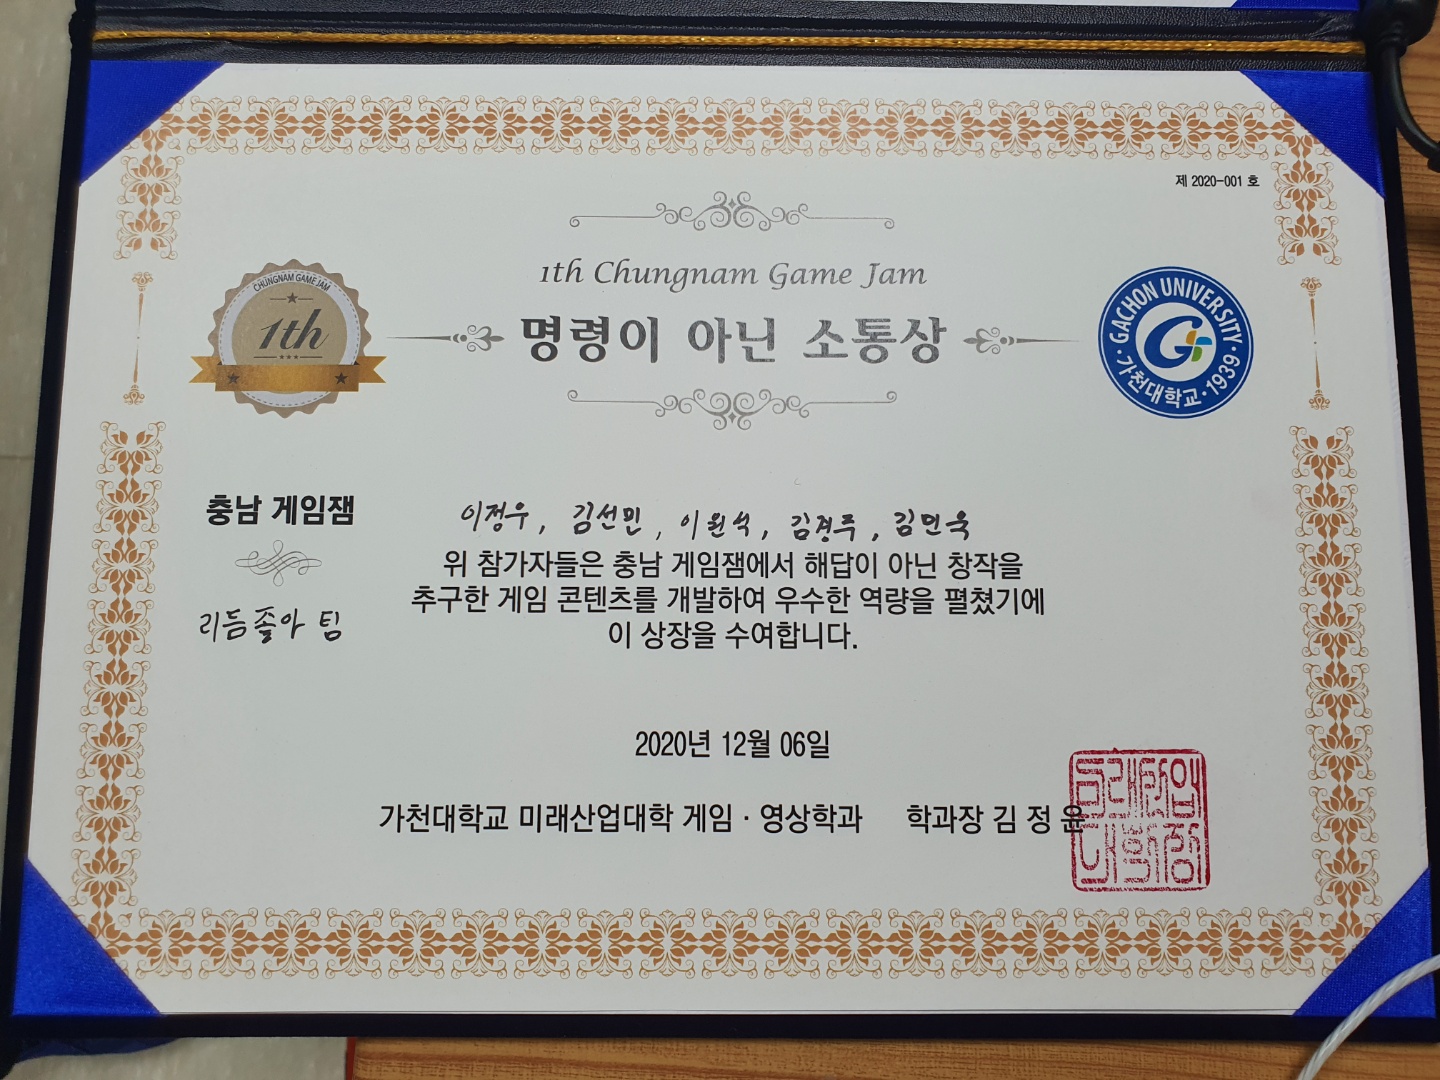 제 2020-001 호
1th Chungnam Game Jam
명령이 아닌 소통상
CHUNGNAM GAME JAM
1th
GACHON UNIVERSITY
가천대학교·1939
충남 게임잼
리듬좋아 팀
이정우, 김선민, 이원석, 김경루, 김민욱
위 참가자들은 충남 게임잼에서 해답이 아닌 창작을
추구한 게임 콘텐츠를 개발하여 우수한 역량을 펼쳤기에
이 상장을 수여합니다.
2020년 12월 06일
가천대학교 미래산업대학 게임·영상학과 학과장 김 정 윤